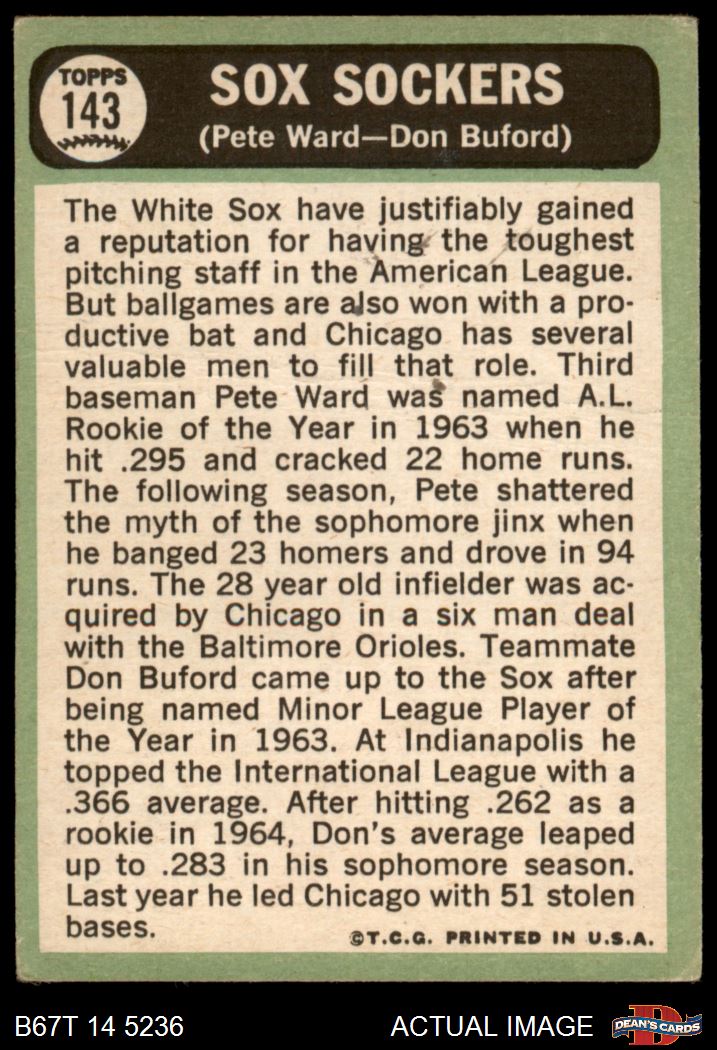 TOPPS
143
SOX SOCKERS
(Pete Ward—Don Buford)
The White Sox have justifiably gained
a reputation for having the toughest
pitching staff in the American League.
But ballgames are also won with a pro-
ductive bat and Chicago has several
valuable men to fill that role. Third
baseman Pete Ward was named A.L.
Rookie of the Year in 1963 when he
hit .295 and cracked 22 home runs.
The following season, Pete shattered
the myth of the sophomore jinx when
he banged 23 homers and drove in 94
runs. The 28 year old infielder was ac-
quired by Chicago in a six man deal
with the Baltimore Orioles. Teammate
Don Buford came up to the Sox after
being named Minor League Player of
the Year in 1963. At Indianapolis he
topped the International League with a
.366 average. After hitting .262 as a
rookie in 1964, Don's average leaped
up to .283 in his sophomore season.
Last year he led Chicago with 51 stolen
bases.
©T.C.G. PRINTED IN U.S.A.
B67T 14 5236
ACTUAL IMAGE
DEAN'S CARDS